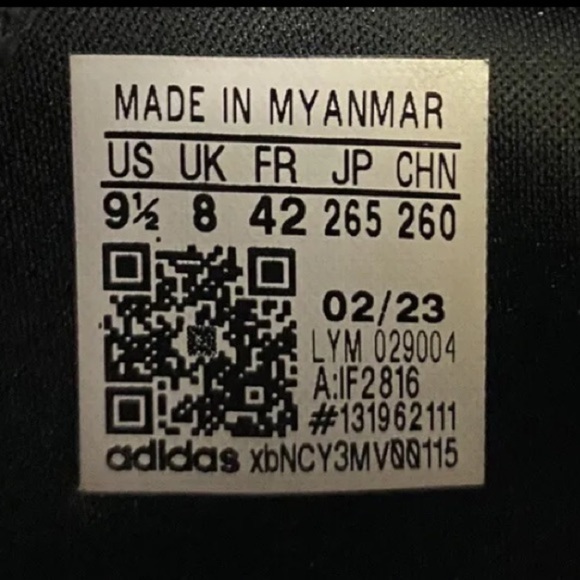 MADE IN MYANMAR
US UK FR JP CHN
9½ 8 42 265 260
02/23
LYM 029004
A:IF2816
#131962111
adidas xbNCY3MV00115